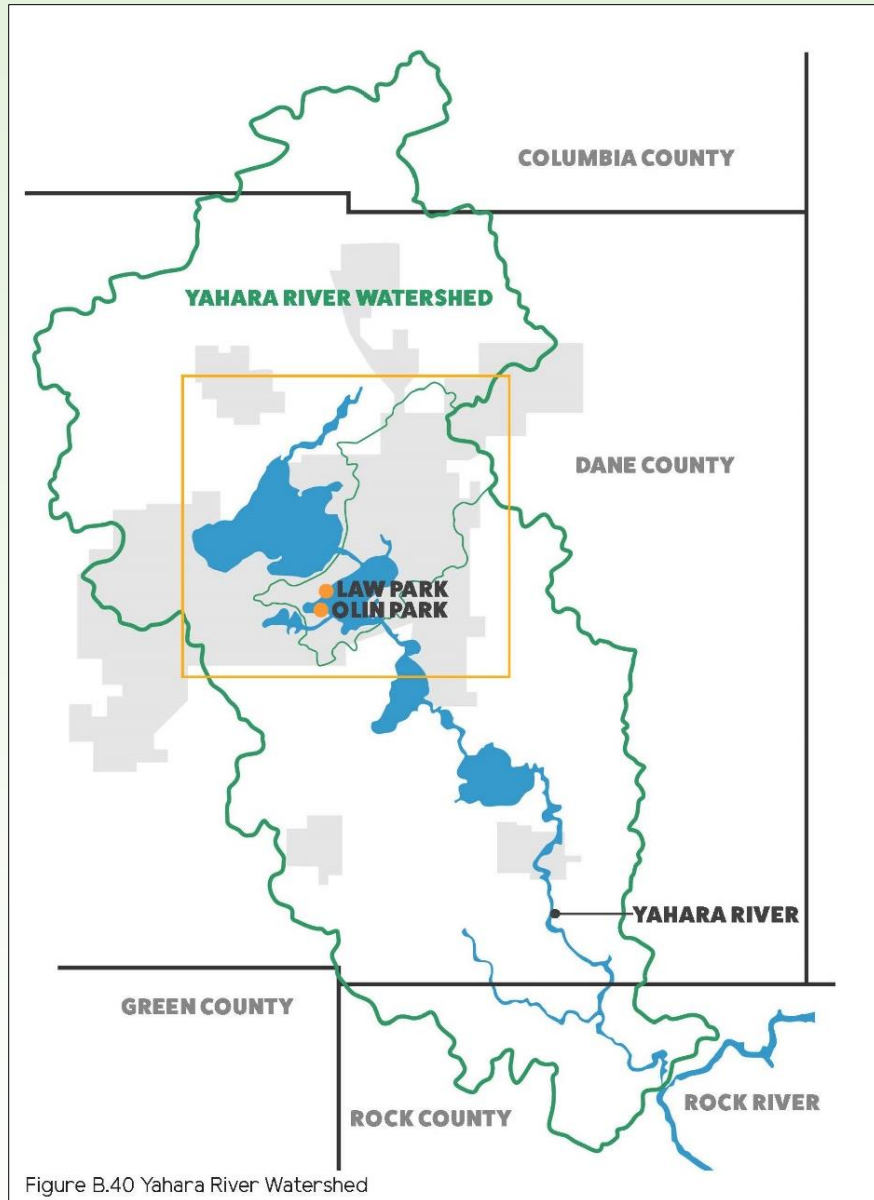 COLUMBIA COUNTY
YAHARA RIVER WATERSHED
DANE COUNTY
LAW PARK
OLIN PARK
YAHARA RIVER
GREEN COUNTY
ROCK COUNTY
ROCK RIVER
Figure B.40 Yahara River Watershed